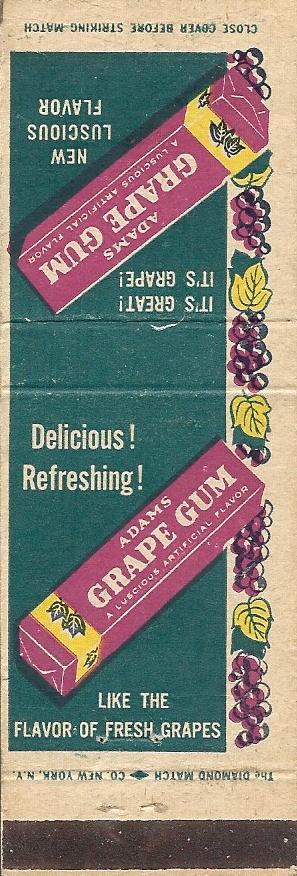 CLOSE COVER BEFORE STRIKING MATCH
NEW
LUSCIOUS
FLAVOR
ADAMS
GRAPE GUM
A LUSCIOUS ARTIFICIAL FLAVOR
IT'S GREAT!
IT'S GRAPE!
Delicious!
Refreshing!
ADAMS
GRAPE GUM
A LUSCIOUS ARTIFICIAL FLAVOR
LIKE THE
FLAVOR OF FRESH GRAPES
The DIAMOND MATCH CO. NEW YORK, N.Y.